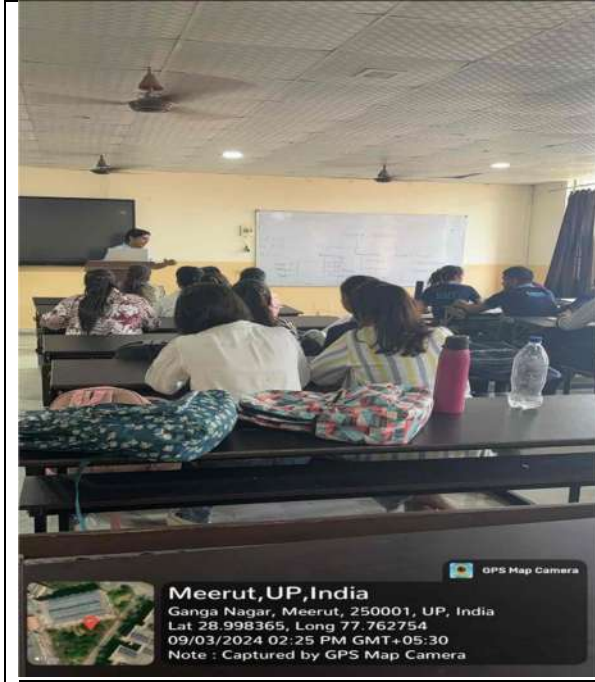 GPS Map Camera
Meerut,UP,India
Ganga Nagar, Meerut, 250001, UP, India
Lat 28.998365, Long 77.762754
09/03/2024 02:25 PM GMT+05:30
Note : Captured by GPS Map Camera